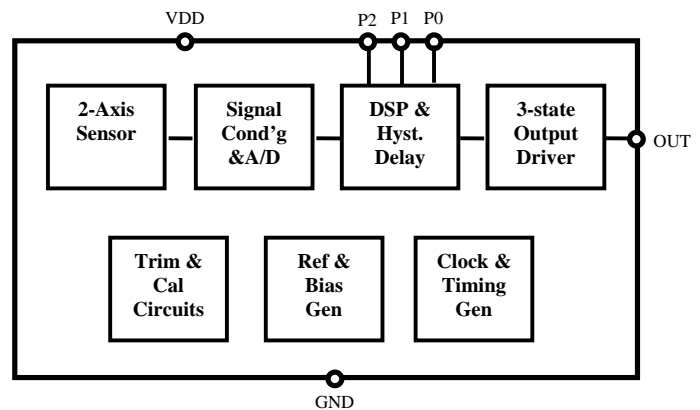 VDD
P2 P1 P0
2-Axis
Sensor
Signal
Cond'g
&A/D
DSP &
Hyst.
Delay
3-state
Output
Driver
OUT
Trim &
Cal
Circuits
Ref &
Bias
Gen
Clock &
Timing
Gen
GND